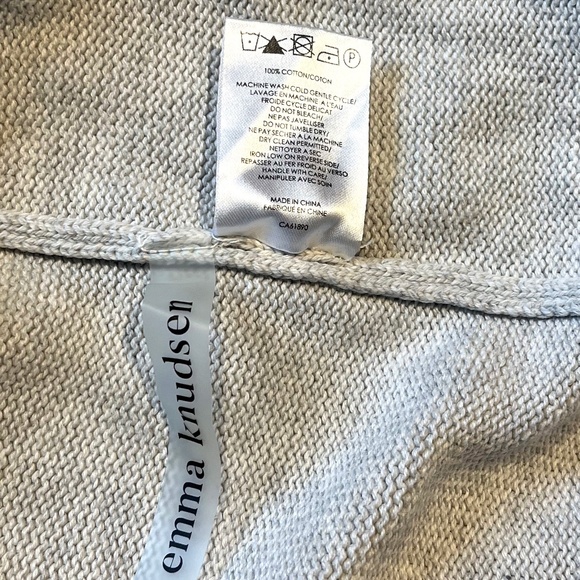 P
100% COTTON/COTON
MACHINE WASH COLD GENTLE CYCLE/
LAVAGE EN MACHINE A L'EAU
FROIDE CYCLE DELICAT
DO NOT BLEACH/
NE PAS JAVELLISER
DO NOT TUMBLE DRY/
NE PAY SECHER A LA MACHINE
DRY CLEAN PERMITTED/
NETTOYER A SEC
IRON LOW ON REVERSE SIDE/
REPASSER AU FER FROID AU VERSO
HANDLE WITH CARE/
MANIPULER AVEC SOIN
MADE IN CHINA
FABRIQUÉ EN CHINE
CA61890
emma knudsen